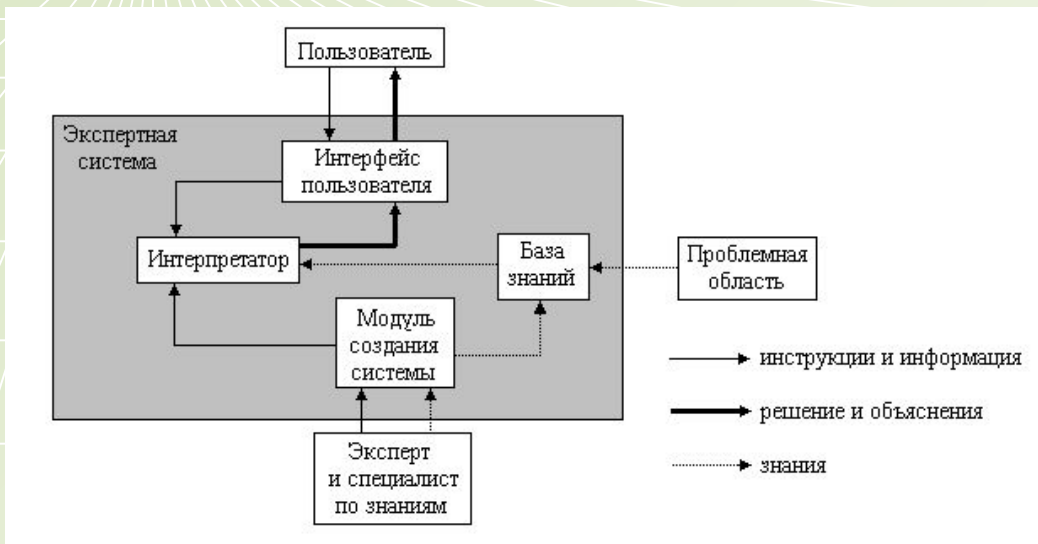 Пользователь
Экспертная
система
Интерфейс
пользователя
Интерпретатор
База
знаний
Проблемная
область
Модуль
создания
системы
инструкции и информация
решение и объяснения
знания
Эксперт
и специалист
по знаниям